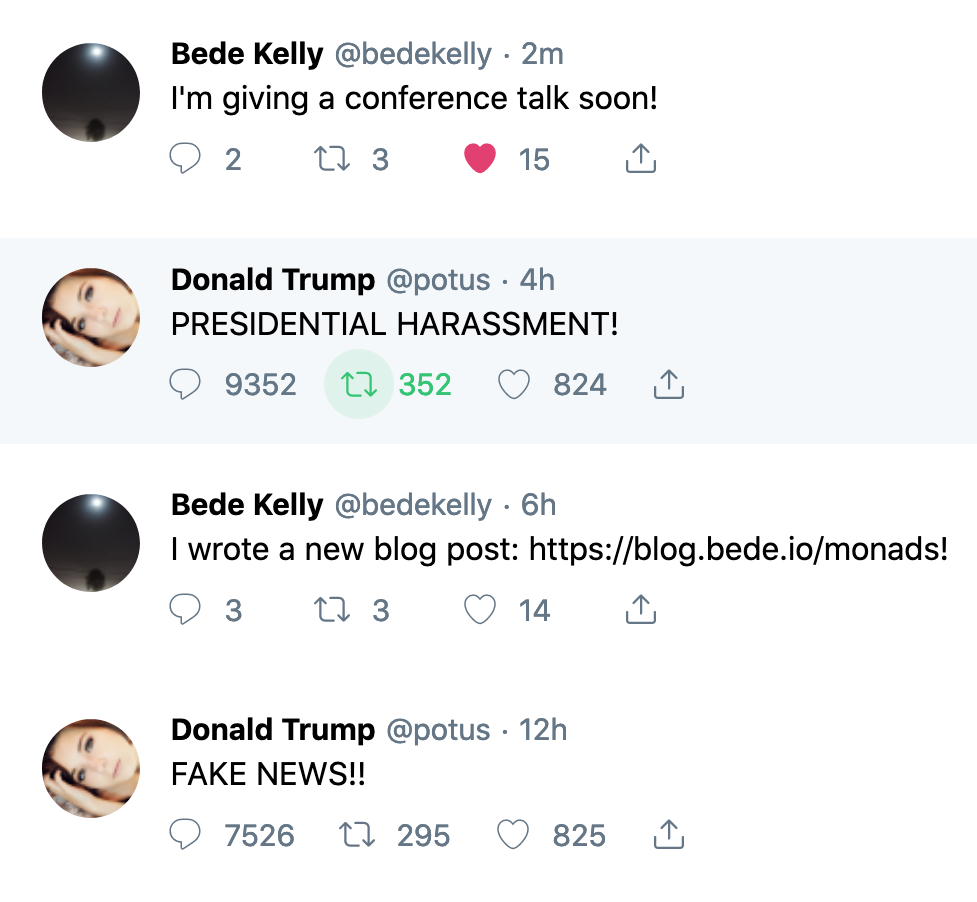 Bede Kelly @bedekelly · 2m
I'm giving a conference talk soon!
2 3 15
Donald Trump @potus · 4h
PRESIDENTIAL HARASSMENT!
9352 352 824
Bede Kelly @bedekelly · 6h
I wrote a new blog post: https://blog.bede.io/monads!
3 3 14
Donald Trump @potus · 12h
FAKE NEWS!!
7526 295 825